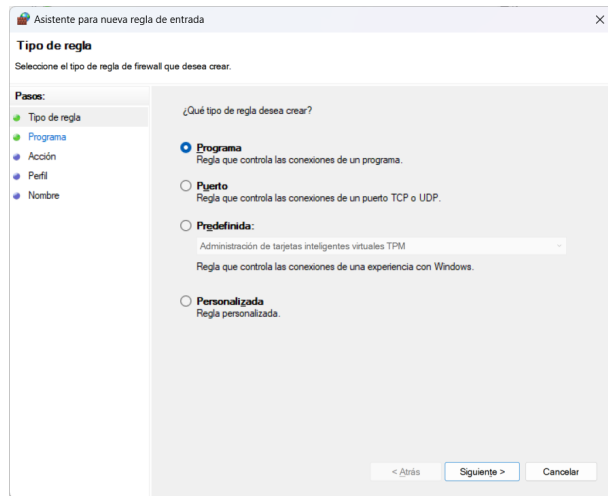 Asistente para nueva regla de entrada
Tipo de regla
Seleccione el tipo de regla de firewall que desea crear.
Pasos:
Tipo de regla
Programa
Acción
Perfil
Nombre
¿Qué tipo de regla desea crear?
Programa
Regla que controla las conexiones de un programa.
Puerto
Regla que controla las conexiones de un puerto TCP o UDP.
Predefinida:
Administración de tarjetas inteligentes virtuales TPM
Regla que controla las conexiones de una experiencia con Windows.
Personalizada
Regla personalizada.
< Atrás
Siguiente >
Cancelar